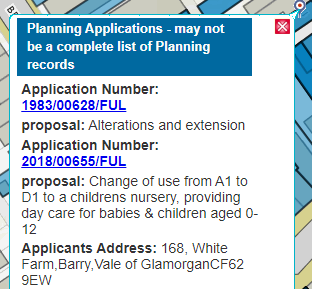 Planning Applications - may not
be a complete list of Planning
records
Application Number:
1983/00628/FUL
proposal: Alterations and extension
Application Number:
2018/00655/FUL
proposal: Change of use from A1 to
D1 to a childrens nursery, providing
day care for babies & children aged 0-
12
Applicants Address: 168, White
Farm,Barry,Vale of GlamorganCF62
9EW